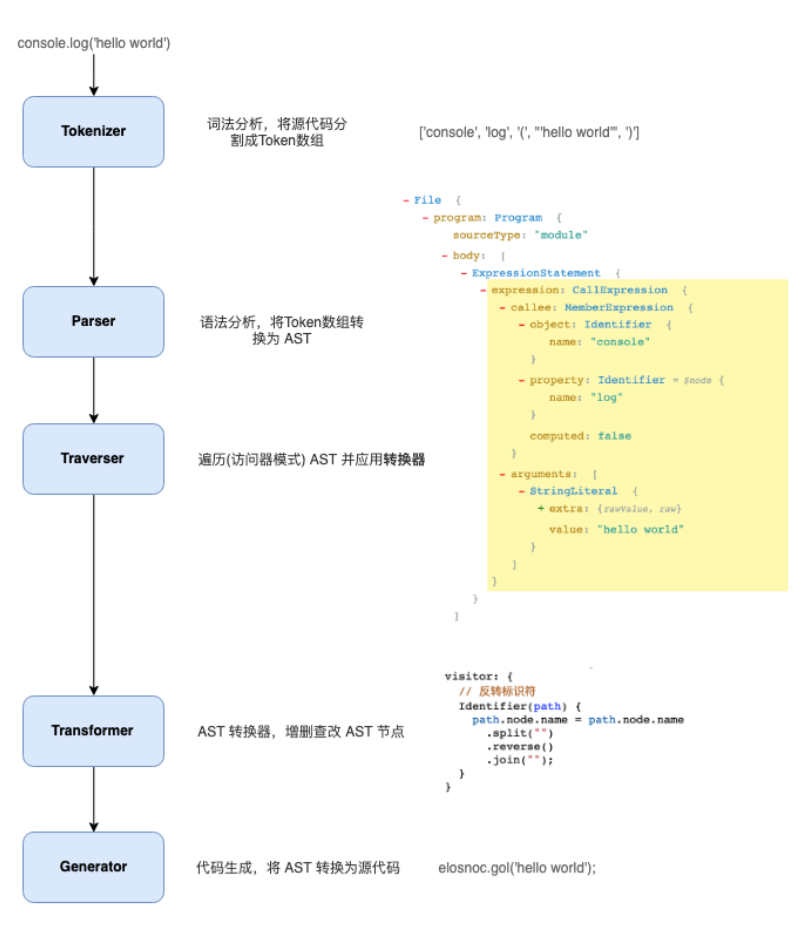 console.log('hello world')
Tokenizer
词法分析，将源代码分
割成Token数组
['console', 'log', '(', "'hello world'", ')']
Parser
语法分析，将Token数组转
换为 AST
- File {
- program: Program {
sourceType: "module"
- body: [
- ExpressionStatement {
- expression: CallExpression {
- callee: MemberExpression {
- object: Identifier {
name: "console"
}
- property: Identifier = $node {
name: "log"
}
computed: false
}
- arguments: [
- StringLiteral {
+ extra: {rawValue, raw}
value: "hello world"
}
]
}
}
]
Traverser
遍历(访问器模式) AST 并应用转换器
Transformer
AST 转换器，增删查改 AST 节点
visitor: {
// 反转标识符
Identifier(path) {
path.node.name = path.node.name
.split("")
.reverse()
.join("");
}
}
Generator
代码生成，将 AST 转换为源代码
elosnoc.gol('hello world');